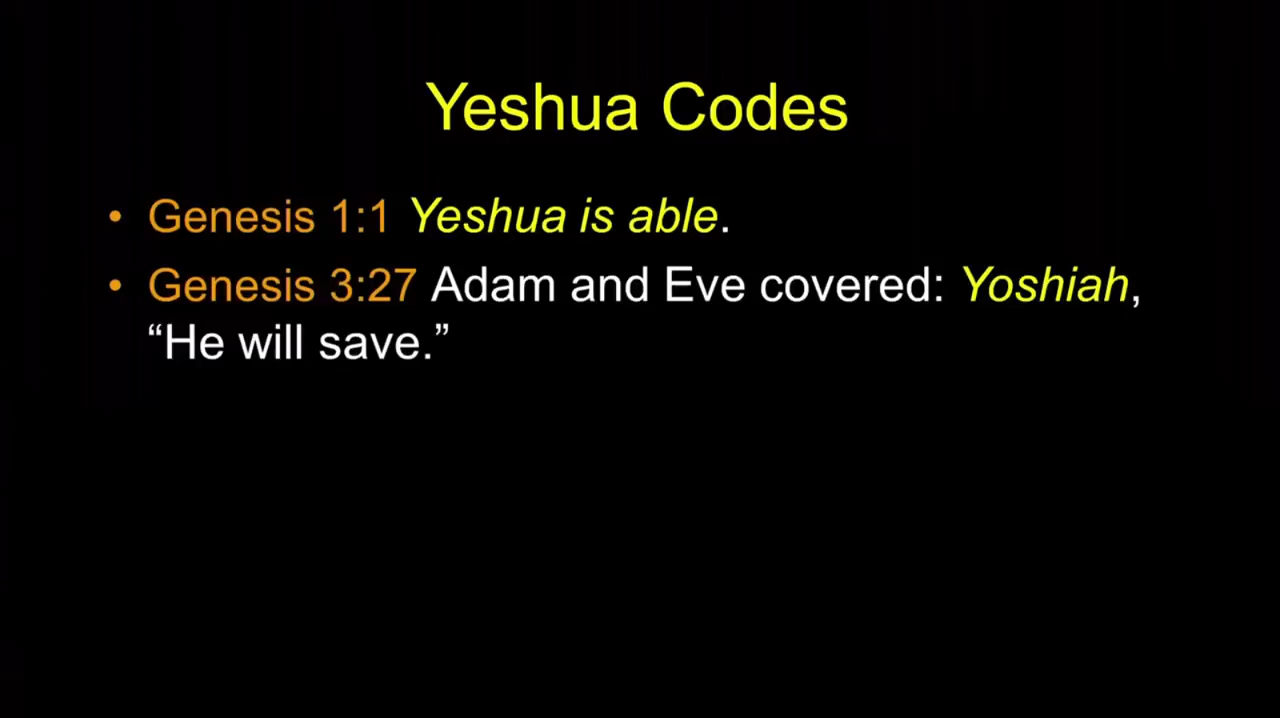 Yeshua Codes
• Genesis 1:1 Yeshua is able.
• Genesis 3:27 Adam and Eve covered: Yoshiah,
“He will save.”